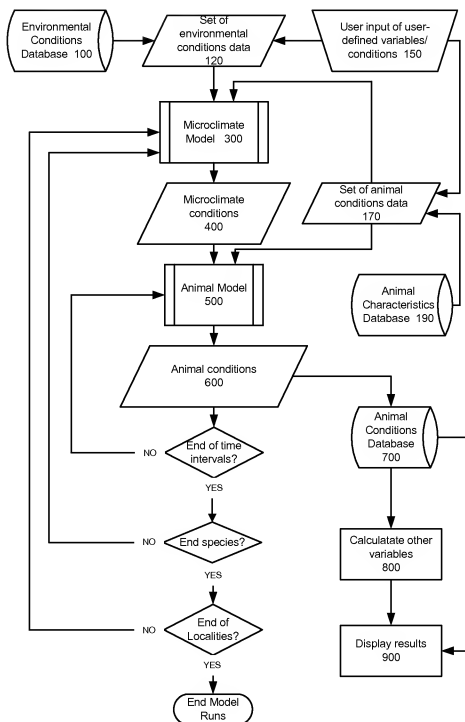 Environmental
Conditions
Database 100
Set of
environmental
conditions data
120
User input of user-
defined variables/
conditions 150
Microclimate
Model 300
Microclimate
conditions
400
Set of animal
conditions data
170
Animal Model
500
Animal
Characteristics
Database 190
Animal conditions
600
Animal
Conditions
Database
700
End of time
intervals?
NO
YES
End species?
NO
YES
Calculatate other
variables
800
End of
Localities?
NO
YES
Display results
900
End Model
Runs